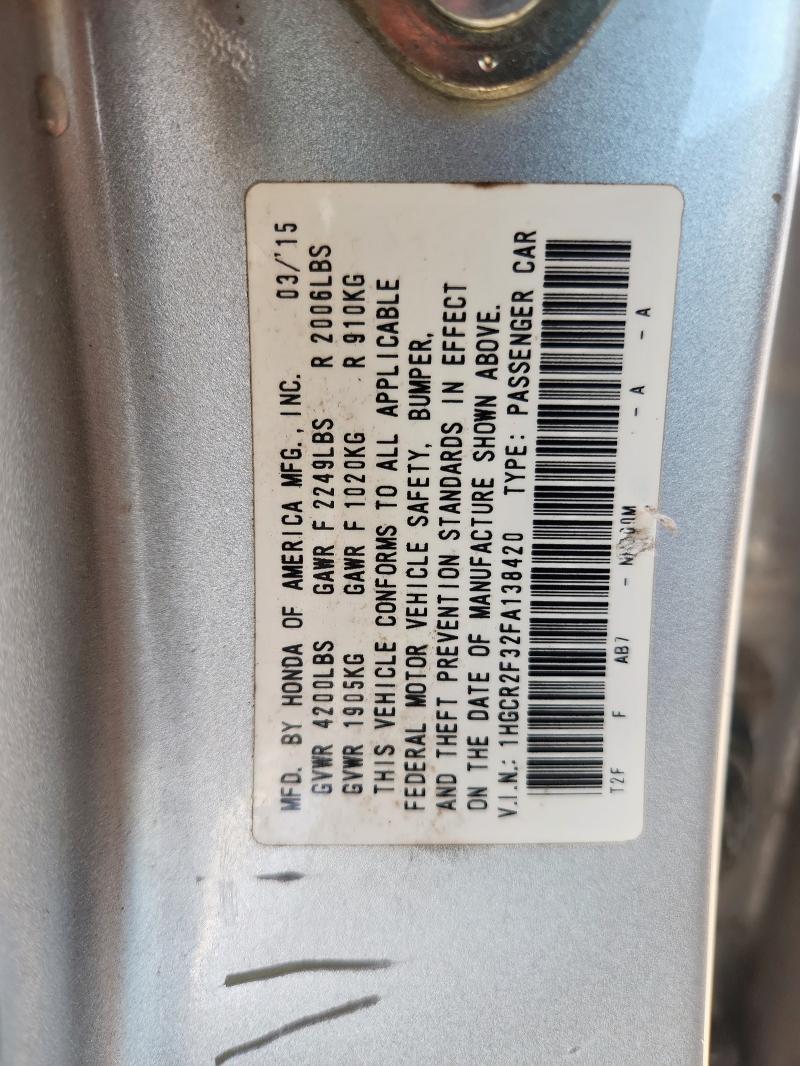 MFD. BY HONDA OF AMERICA MFG., INC. 03/'15
GVWR 4200LBS GAWR F 2249LBS R 2006LBS
GVWR 1905KG GAWR F 1020KG R 910KG
THIS VEHICLE CONFORMS TO ALL APPLICABLE
FEDERAL MOTOR VEHICLE SAFETY, BUMPER,
AND THEFT PREVENTION STANDARDS IN EFFECT
ON THE DATE OF MANUFACTURE SHOWN ABOVE.
V.I.N.: 1HGCR2F32FA138420 TYPE: PASSENGER CAR
T2F F AB7 - - A - A